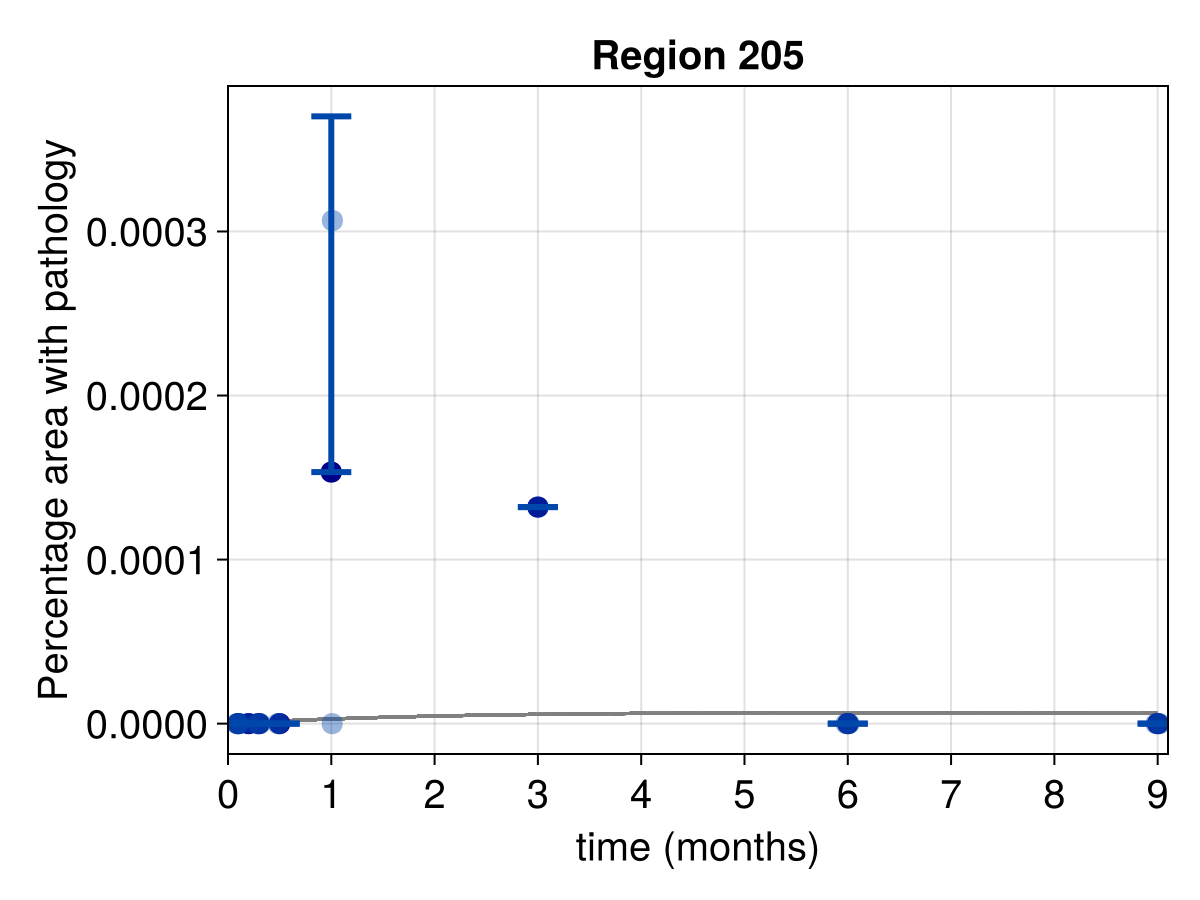 Region 205
Percentage area with pathology
0.0003
0.0002
0.0001
0.0000
0 1 2 3 4 5 6 7 8 9
time (months)